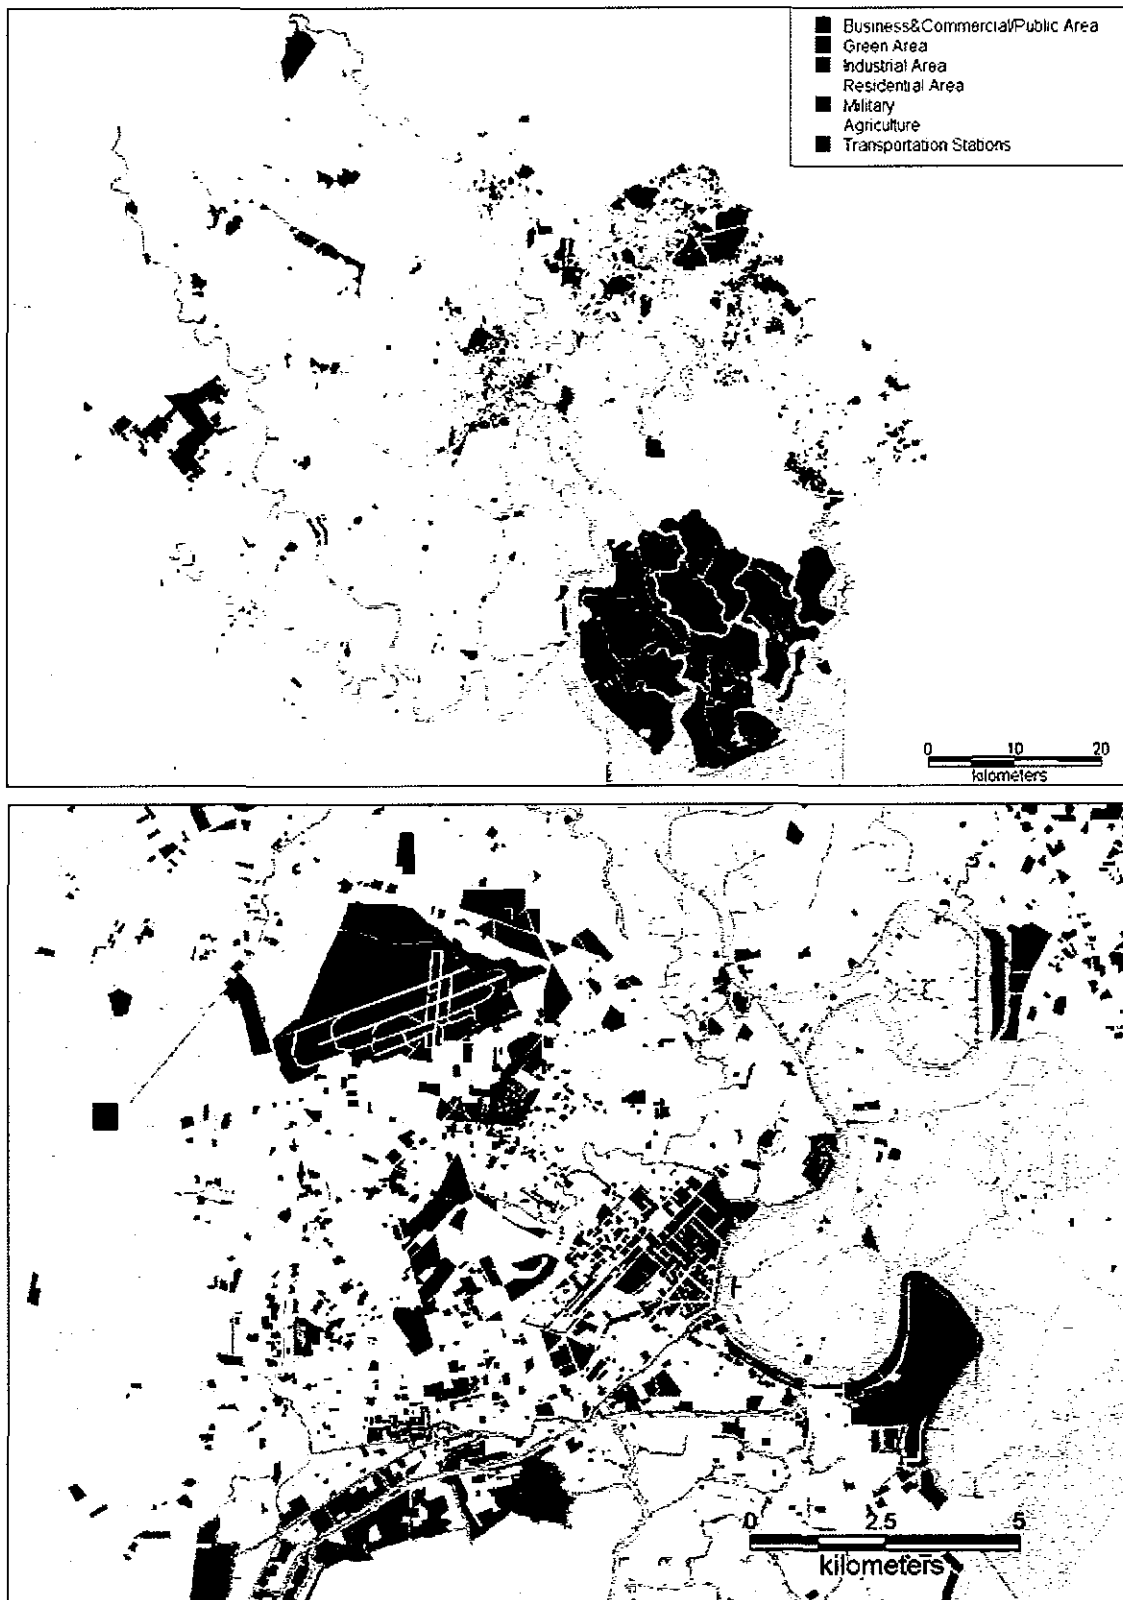 Business&Commercial/Public Area
Green Area
Industrial Area
Residential Area
Military
Agriculture
Transportation Stations
0 10 20
kilometers
0 2.5 5
kilometers